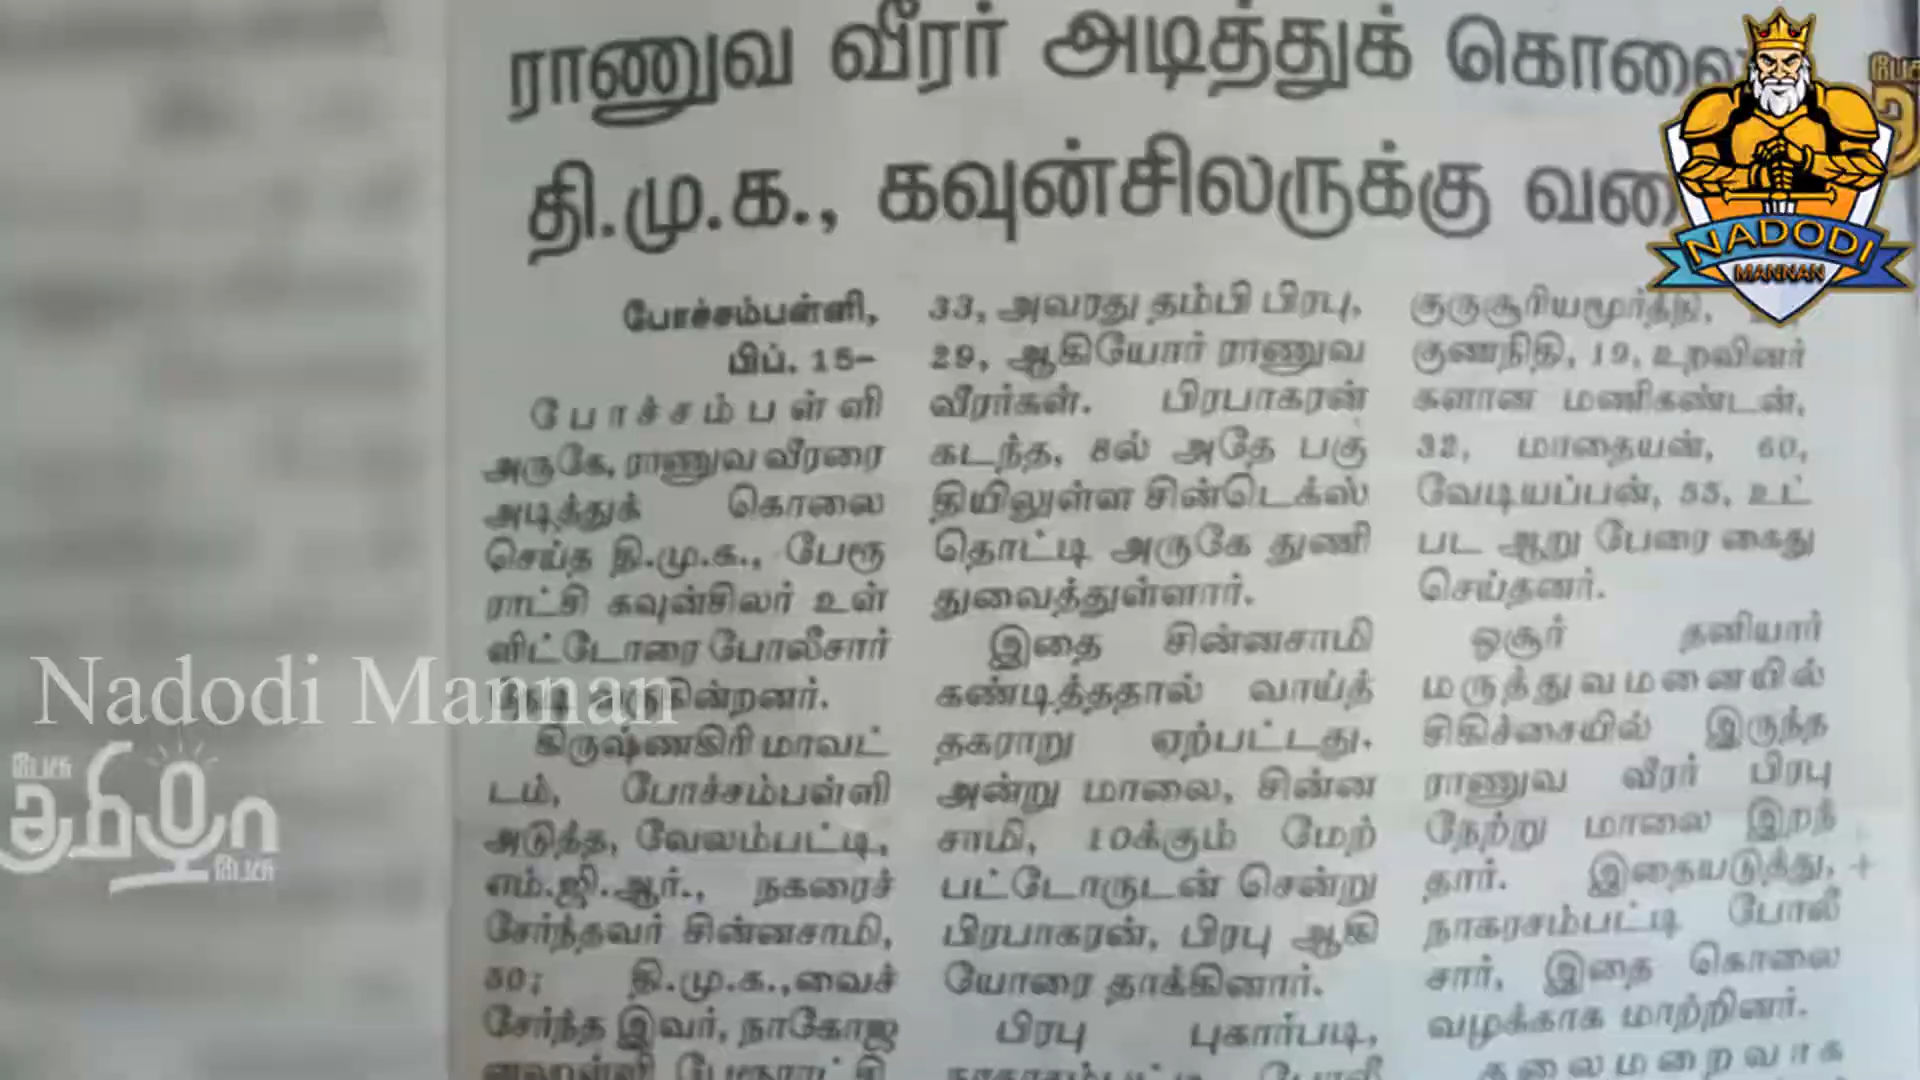 ராணுவ வீரர் அடித்துக் கொலை
தி.மு.க., கவுன்சிலருக்கு
போச்சம்பள்ளி,
பிப். 15-
போச்சம்பள்ளி
அருகே, ராணுவ வீரரை
அடித்துக் கொலை
செய்த தி.மு.க., பேரூ
ராட்சி கவுன்சிலர் உள்
ளிட்டோரை போலீசார்
கிருஷ்ணகிரி மாவட்
டம், போச்சம்பள்ளி
அடுத்த, வேலம்பட்டி,
எம்.ஜி.ஆர்., நகரைச்
சேர்ந்தவர் சின்னசாமி,
50; தி.மு.க.,வைச்
சேர்ந்த இவர், நாகோஜ
னஹள்ளி பேரூராட்சி
33, அவரது தம்பி பிரபு,
29, ஆகியோர் ராணுவ
வீரர்கள். பிரபாகரன்
கடந்த, 8ல் அதே பகு
தியிலுள்ள சின்டெக்ஸ்
தொட்டி அருகே துணி
துவைத்துள்ளார்.
இதை சின்னசாமி
கண்டித்ததால் வாய்த்
தகராறு ஏற்பட்டது.
அன்று மாலை, சின்ன
சாமி, 10க்கும் மேற்
பட்டோருடன் சென்று
பிரபாகரன், பிரபு ஆகி
யோரை தாக்கினார்.
பிரபு புகார்படி,
நாகரசம்பட்டி போலீ
குருசூரியமூர்த்தி,
குணநிதி, 19, உறவினர்
களான மணிகண்டன்,
32, மாதையன், 60,
வேடியப்பன், 55, உட்
பட ஆறு பேரை கைது
செய்தனர்.
ஓசூர் தனியார்
மருத்துவமனையில்
சிகிச்சையில் இருந்த
ராணுவ வீரர் பிரபு
நேற்று மாலை இறந்
தார். இதையடுத்து,
நாகரசம்பட்டி போலீ
சார், இதை கொலை
வழக்காக மாற்றினர்.
தலைமறைவாக
NADODI
MANNAN
Nadodi Mannan
பேசு
தமிழா
பேசு